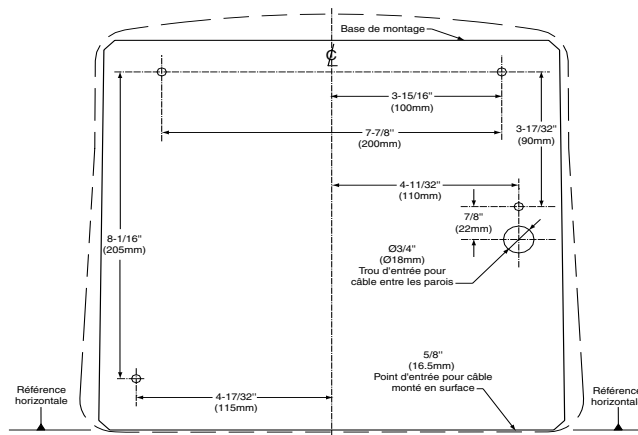 Base de montage
℄
3-15/16"
(100mm)
7-7/8"
(200mm)
3-17/32"
(90mm)
4-11/32"
(110mm)
7/8"
(22mm)
8-1/16"
(205mm)
Ø3/4"
(Ø18mm)
Trou d'entrée pour
câble entre les parois
5/8"
(16.5mm)
Point d'entrée pour câble
monté en surface
Référence
horizontale
4-17/32"
(115mm)
Référence
horizontale